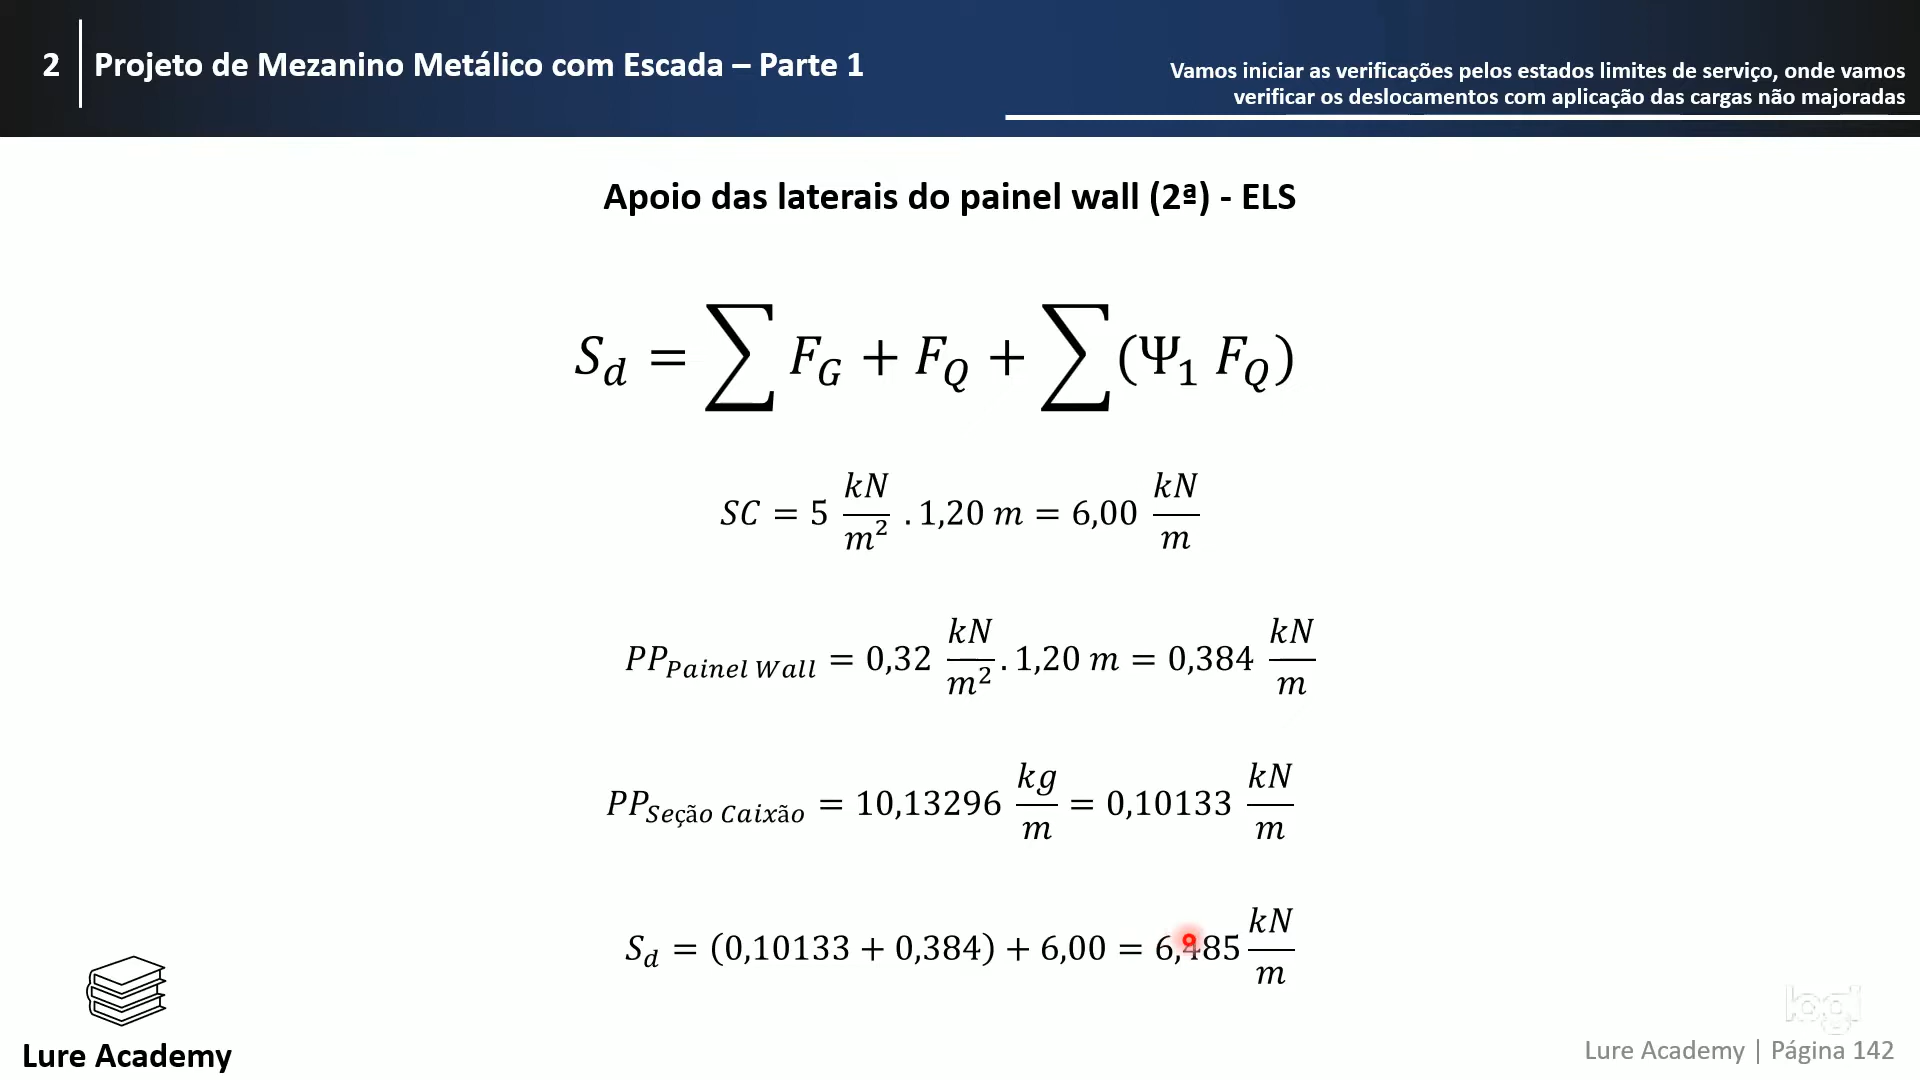 2
Projeto de Mezanino Metálico com Escada – Parte 1
Vamos iniciar as verificações pelos estados limites de serviço, onde vamos
verificar os deslocamentos com aplicação das cargas não majoradas
Apoio das laterais do painel wall (2ª) - ELS
S_d = ∑ F_G + F_Q + ∑(Ψ_1 F_Q)
SC = 5 kN/m² . 1,20 m = 6,00 kN/m
PP_Painel Wall = 0,32 kN/m² . 1,20 m = 0,384 kN/m
PP_Seção Caixão = 10,13296 kg/m = 0,10133 kN/m
S_d = (0,10133 + 0,384) + 6,00 = 6,485 kN/m
Lure Academy
logi
Lure Academy | Página 142